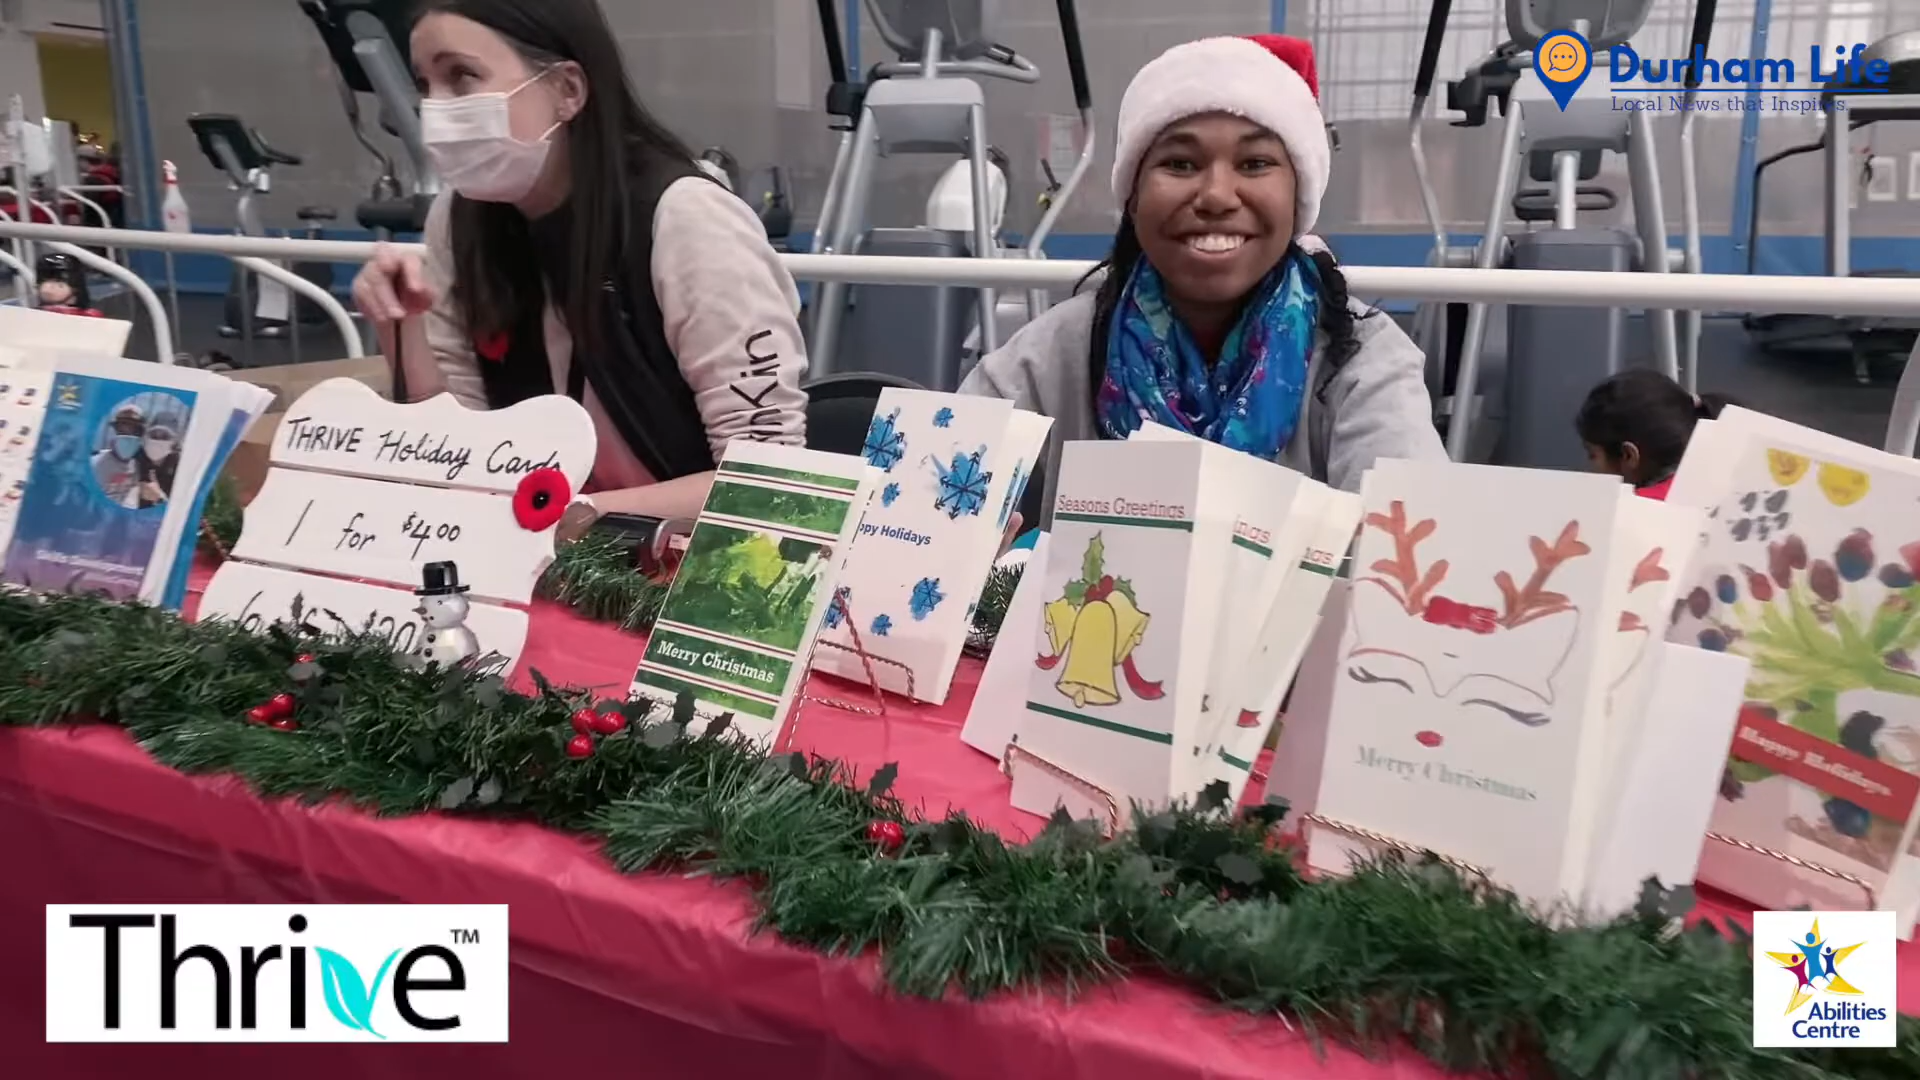 Durham Life
Local News that Inspires.
THRIVE Holiday Cards
1 for $4.00
Seasons Greetings
Happy Holidays
Merry Christmas
Merry Christmas
Happy Holidays
Thrive™
Abilities
Centre